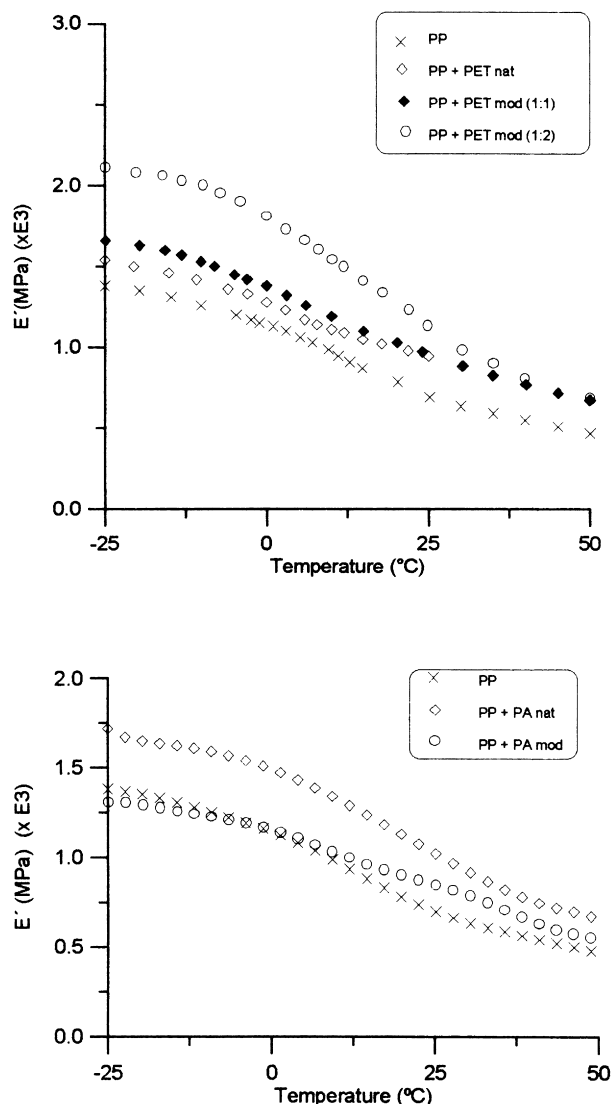 3.0
PP
PP + PET nat
PP + PET mod (1:1)
PP + PET mod (1:2)
2.0
E´(MPa) (xE3)
1.0
0.0
-25 0 25 50
Temperature (°C)
2.0
PP
PP + PA nat
PP + PA mod
1.5
E´ (MPa) (x E3)
1.0
0.5
0.0
-25 0 25 50
Temperature (ºC)